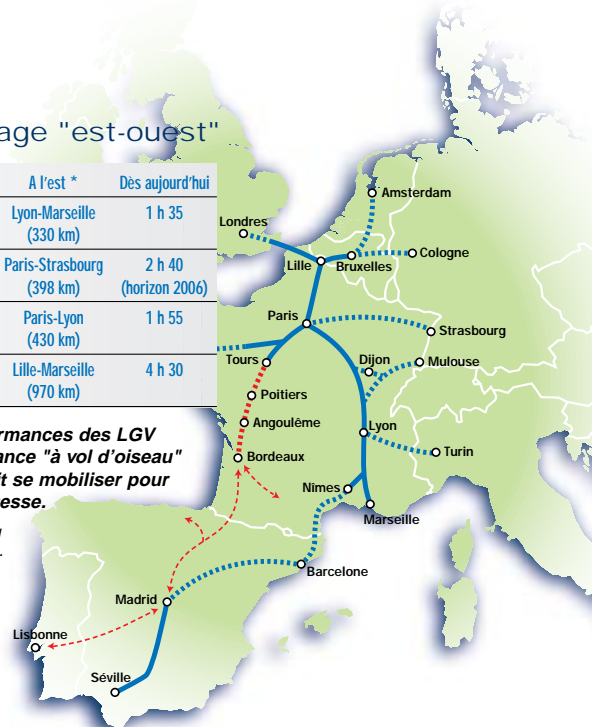 age "est-ouest"
A l'est * Dès aujourd'hui
Lyon-Marseille 1 h 35
(330 km)
Paris-Strasbourg 2 h 40
(398 km) (horizon 2006)
Paris-Lyon 1 h 55
(430 km)
Lille-Marseille 4 h 30
(970 km)
rmances des LGV
ance "à vol d'oiseau"
it se mobiliser pour
esse.
Amsterdam
Londres
Cologne
Lille
Bruxelles
Paris
Strasbourg
Tours
Dijon
Mulouse
Poitiers
Angoulême
Lyon
Bordeaux
Turin
Nîmes
Marseille
Barcelone
Madrid
Lisbonne
Séville